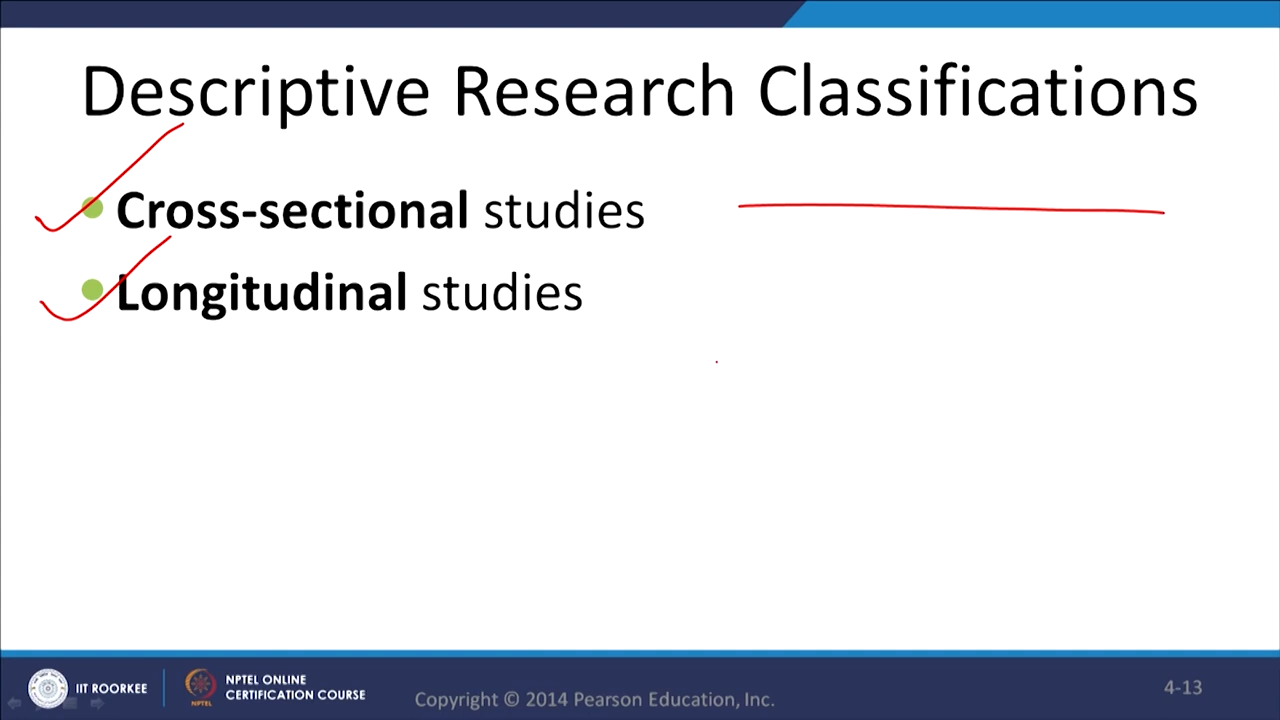 Descriptive Research Classifications
• Cross-sectional studies
• Longitudinal studies
IIT ROORKEE
NPTEL
NPTEL ONLINE
CERTIFICATION COURSE
Copyright © 2014 Pearson Education, Inc.
4-13